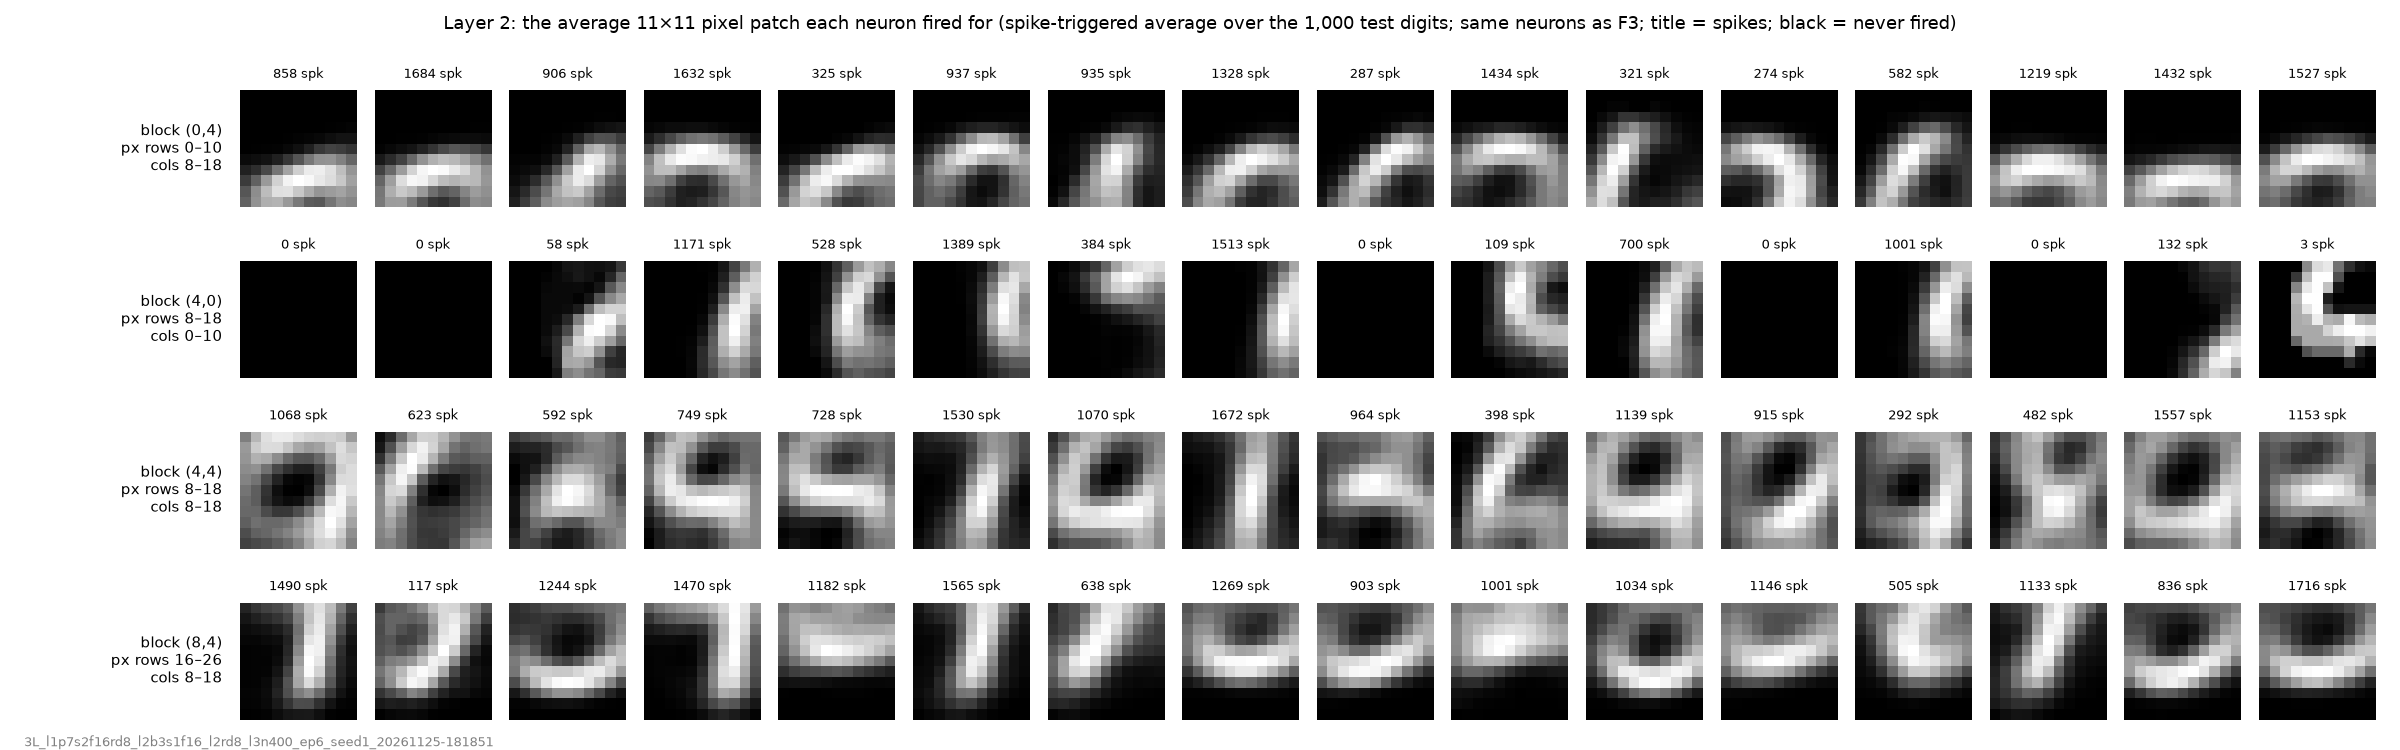 Layer 2: the average 11×11 pixel patch each neuron fired for (spike-triggered average over the 1,000 test digits; same neurons as F3; title = spikes; black = never fired)
858 spk 1684 spk 906 spk 1632 spk 325 spk 937 spk 935 spk 1328 spk 287 spk 1434 spk 321 spk 274 spk 582 spk 1219 spk 1432 spk 1527 spk
block (0,4)
px rows 0–10
cols 8–18
0 spk 0 spk 58 spk 1171 spk 528 spk 1389 spk 384 spk 1513 spk 0 spk 109 spk 700 spk 0 spk 1001 spk 0 spk 132 spk 3 spk
block (4,0)
px rows 8–18
cols 0–10
1068 spk 623 spk 592 spk 749 spk 728 spk 1530 spk 1070 spk 1672 spk 964 spk 398 spk 1139 spk 915 spk 292 spk 482 spk 1557 spk 1153 spk
block (4,4)
px rows 8–18
cols 8–18
1490 spk 117 spk 1244 spk 1470 spk 1182 spk 1565 spk 638 spk 1269 spk 903 spk 1001 spk 1034 spk 1146 spk 505 spk 1133 spk 836 spk 1716 spk
block (8,4)
px rows 16–26
cols 8–18
3L_l1p7s2f16rd8_l2b3s1f16_l2rd8_l3n400_ep6_seed1_20261125-181851